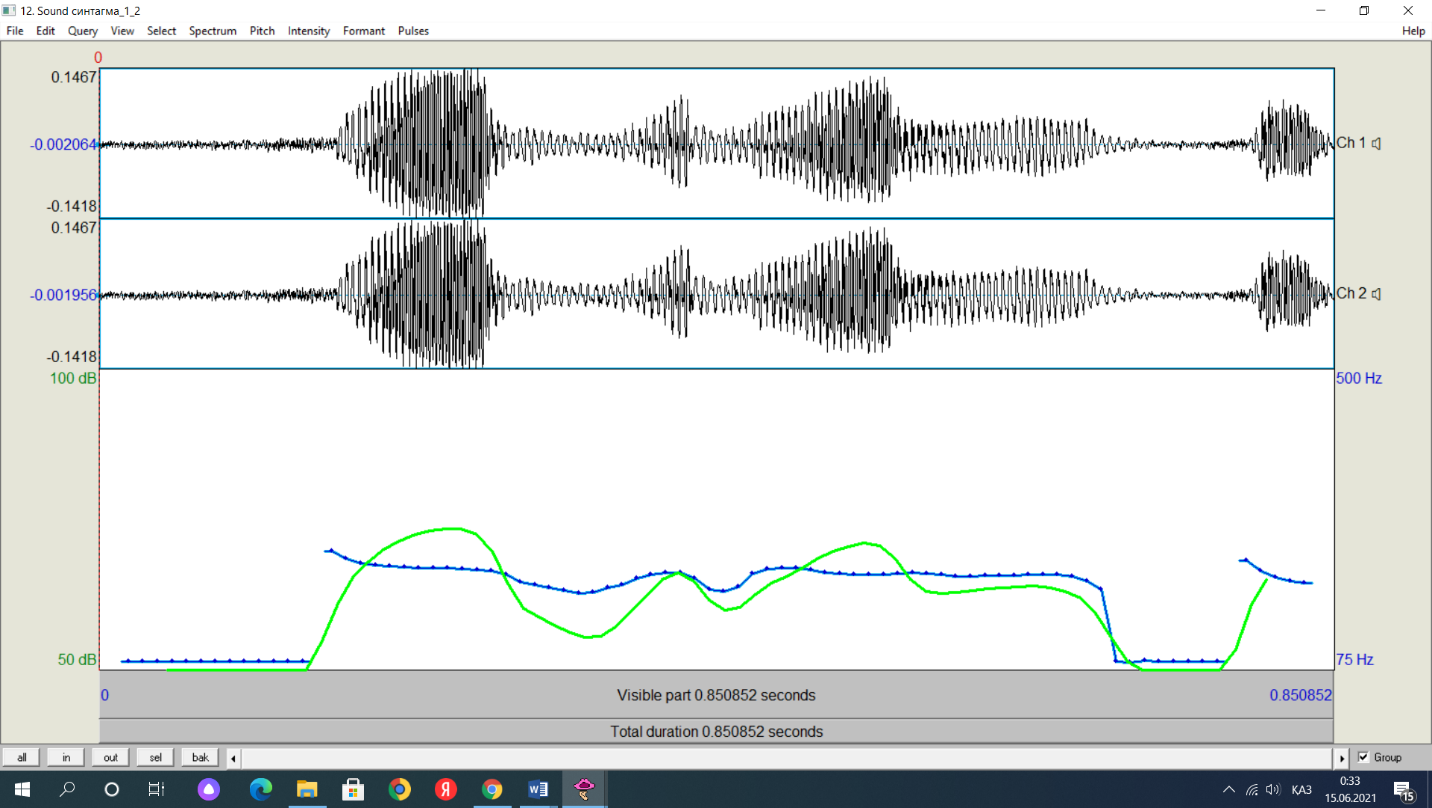 12. Sound синтагма_1_2
File Edit Query View Select Spectrum Pitch Intensity Formant Pulses Help
0
0.1467
-0.002064
-0.1418
Ch 1
0.1467
-0.001956
-0.1418
Ch 2
100 dB 500 Hz
50 dB 75 Hz
0 Visible part 0.850852 seconds 0.850852
Total duration 0.850852 seconds
all in out sel bak Group
КАЗ 0:33
15.06.2021
15